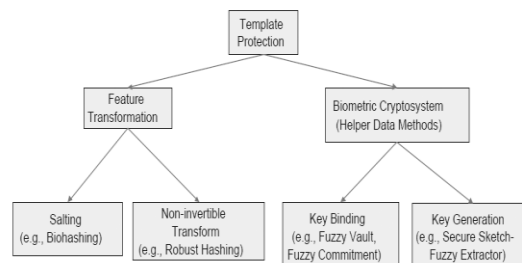 Template
Protection
Feature
Transformation
Biometric Cryptosystem
(Helper Data Methods)
Salting
(e.g., Biohashing)
Non-invertible
Transform
(e.g., Robust Hashing)
Key Binding
(e.g., Fuzzy Vault,
Fuzzy Commitment)
Key Generation
(e.g., Secure Sketch-
Fuzzy Extractor)